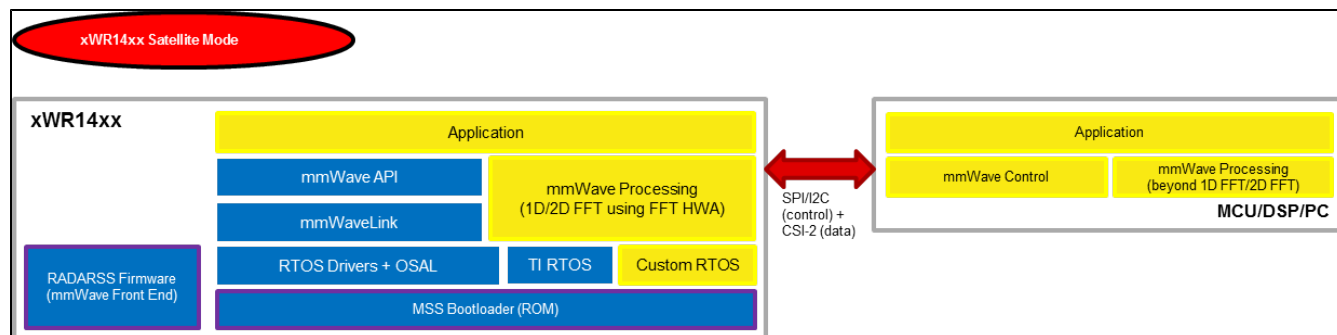 xWR14xx Satellite Mode
xWR14xx
Application
mmWave API
mmWave Processing
(1D/2D FFT using FFT HWA)
mmWaveLink
RTOS Drivers + OSAL
TI RTOS
Custom RTOS
RADARSS Firmware
(mmWave Front End)
MSS Bootloader (ROM)
SPI/I2C
(control) +
CSI-2 (data)
Application
mmWave Control
mmWave Processing
(beyond 1D FFT/2D FFT)
MCU/DSP/PC